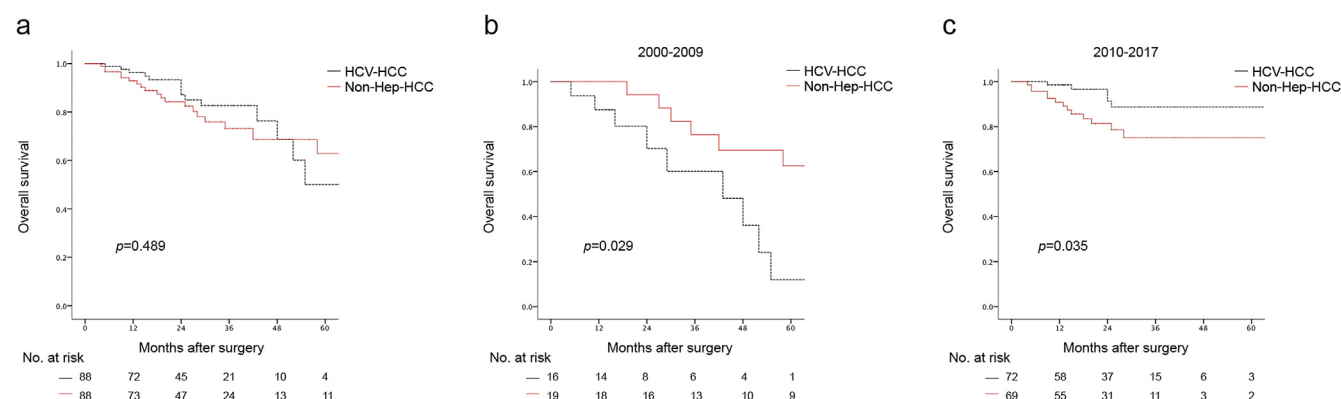 a
1.0
0.8
0.6
0.4
0.2
0.0
Overall survival
HCV-HCC
Non-Hep-HCC
p=0.489
0 12 24 36 48 60
Months after surgery
No. at risk
88 72 45 21 10 4
88 73 47 24 13 11
b
2000-2009
1.0
0.8
0.6
0.4
0.2
0.0
Overall survival
HCV-HCC
Non-Hep-HCC
p=0.029
0 12 24 36 48 60
Months after surgery
No. at risk
16 14 8 6 4 1
19 18 16 13 10 9
c
2010-2017
1.0
0.8
0.6
0.4
0.2
0.0
Overall survival
HCV-HCC
Non-Hep-HCC
p=0.035
0 12 24 36 48 60
Months after surgery
No. at risk
72 58 37 15 6 3
69 55 31 11 3 2